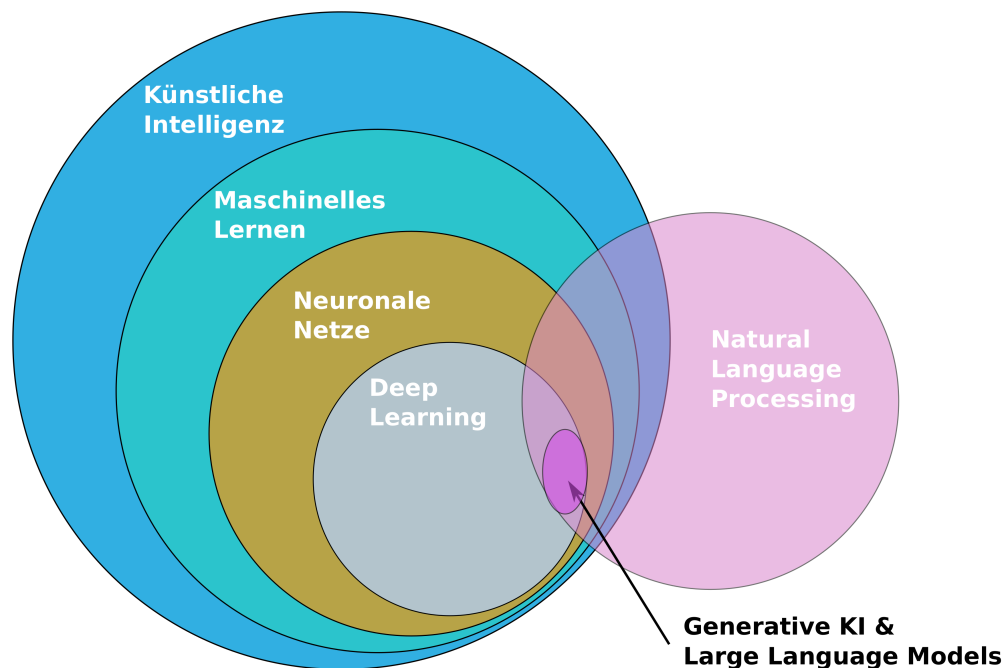 Künstliche
Intelligenz
Maschinelles
Lernen
Neuronale
Netze
Deep
Learning
Natural
Language
Processing
Generative KI &
Large Language Models